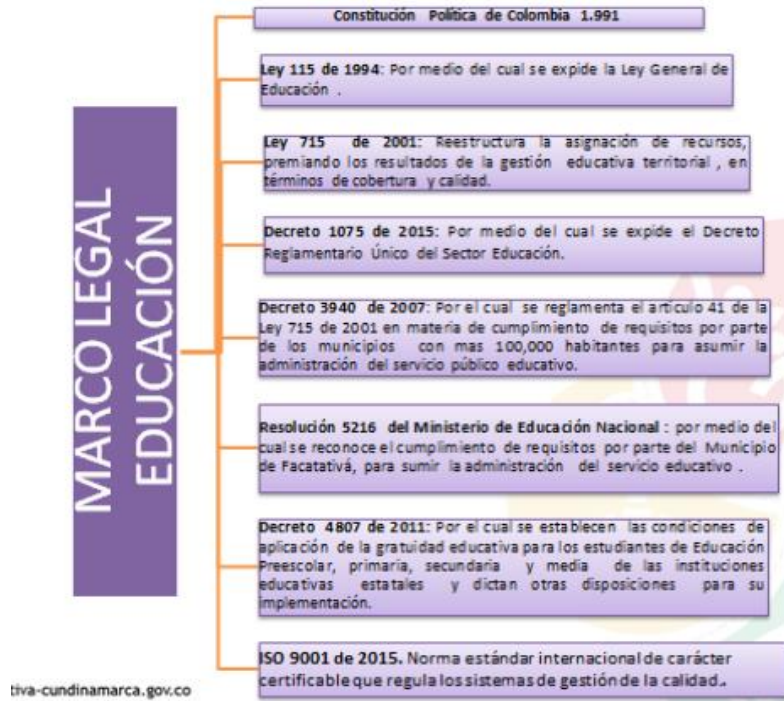 Constitución Política de Colombia 1.991
Ley 115 de 1994: Por medio del cual se expide la Ley General de
Educación .
Ley 715 de 2001: Reestructura la asignación de recursos,
premiando los resultados de la gestión educativa territorial , en
términos de cobertura y calidad.
MARCO LEGAL
EDUCACIÓN
Decreto 1075 de 2015: Por medio del cual se expide el Decreto
Reglamentario Único del Sector Educación.
Decreto 3940 de 2007: Por el cual se reglamenta el artículo 41 de la
Ley 715 de 2001 en materia de cumplimiento de requisitos por parte
de los municipios con mas 100,000 habitantes para asumir la
administración del servicio público educativo.
Resolución 5216 del Ministerio de Educación Nacional : por medio del
cual se reconoce el cumplimiento de requisitos por parte del Municipio
de Facatativá, para sumir la administración del servicio educativo .
Decreto 4807 de 2011: Por el cual se establecen las condiciones de
aplicación de la gratuidad educativa para los estudiantes de Educación
Preescolar, primaria, secundaria y media de las instituciones
educativas estatales y dictan otras disposiciones para su
implementación.
ISO 9001 de 2015. Norma estándar internacional de carácter
certificable que regula los sistemas de gestión de la calidad..
tiva-cundinamarca.gov.co